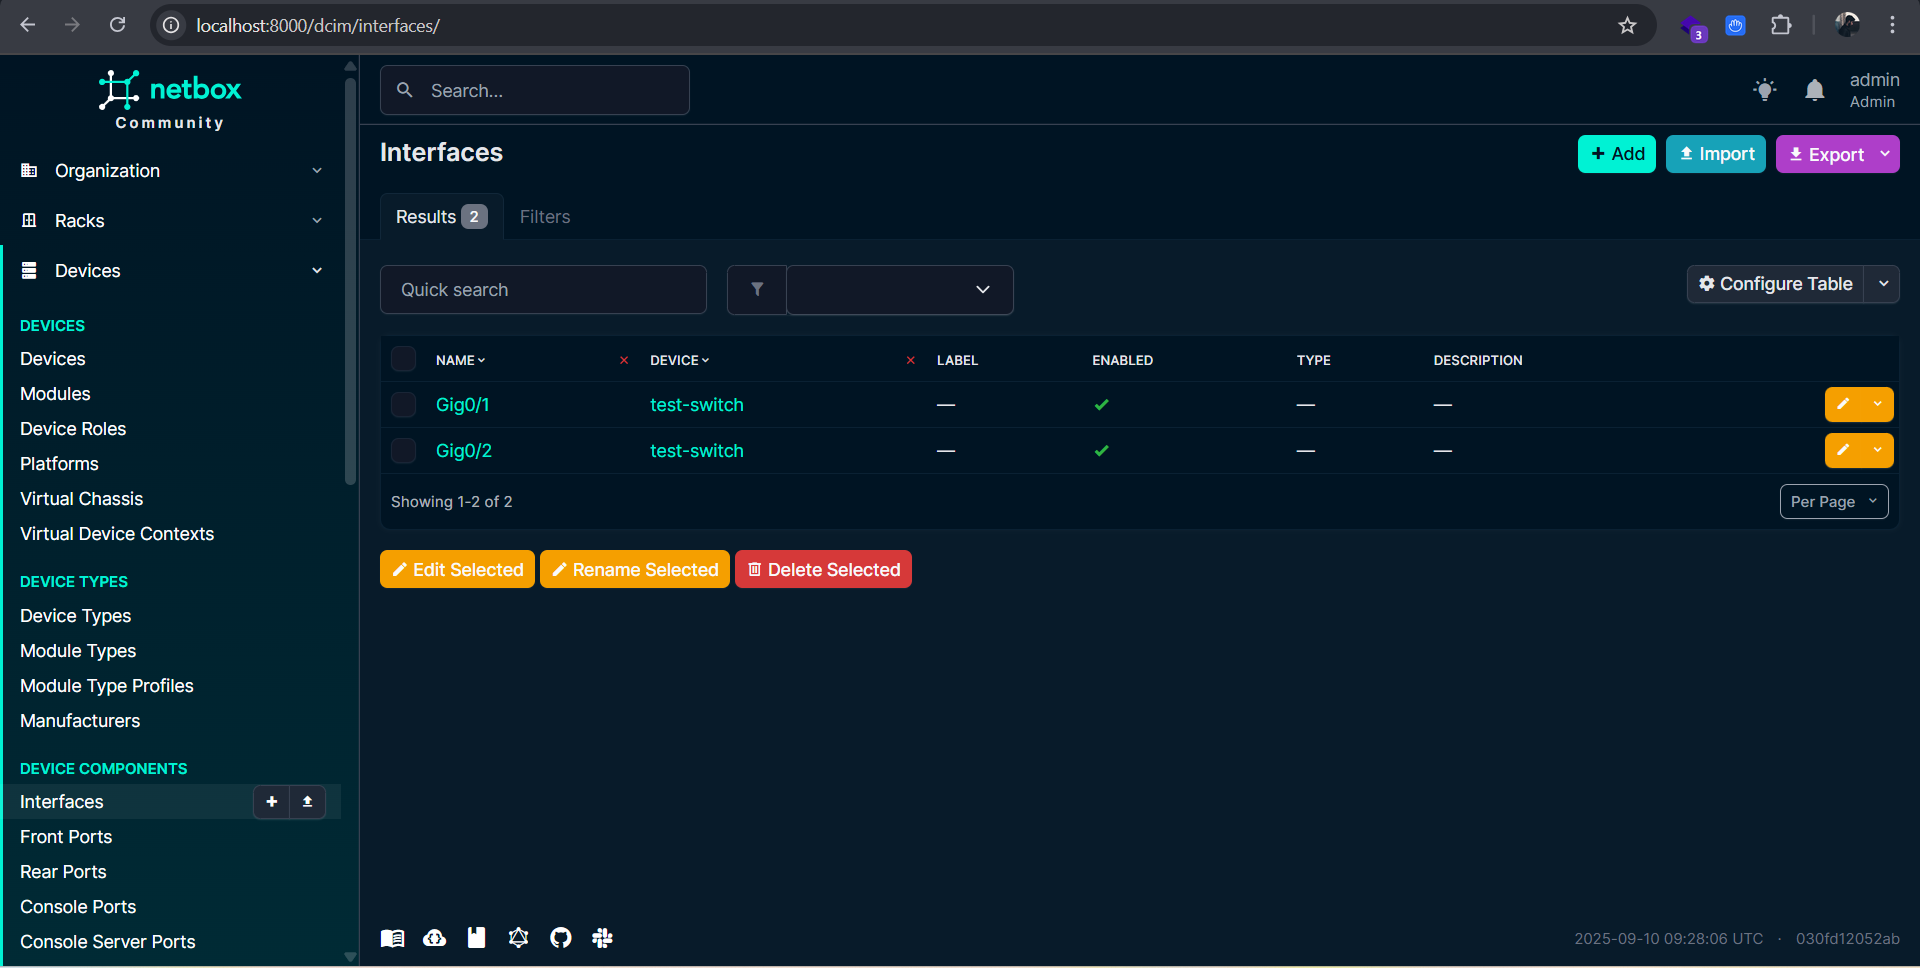 localhost:8000/dcim/interfaces/
3
netbox
Community
Search...
admin
Admin
Organization
Racks
Devices
DEVICES
Devices
Modules
Device Roles
Platforms
Virtual Chassis
Virtual Device Contexts
DEVICE TYPES
Device Types
Module Types
Module Type Profiles
Manufacturers
DEVICE COMPONENTS
Interfaces
Front Ports
Rear Ports
Console Ports
Console Server Ports
Interfaces
Add Import Export
Results 2 Filters
Quick search
Configure Table
NAME DEVICE LABEL ENABLED TYPE DESCRIPTION
Gig0/1 test-switch — — —
Gig0/2 test-switch — — —
Showing 1-2 of 2
Per Page
Edit Selected Rename Selected Delete Selected
2025-09-10 09:28:06 UTC · 030fd12052ab